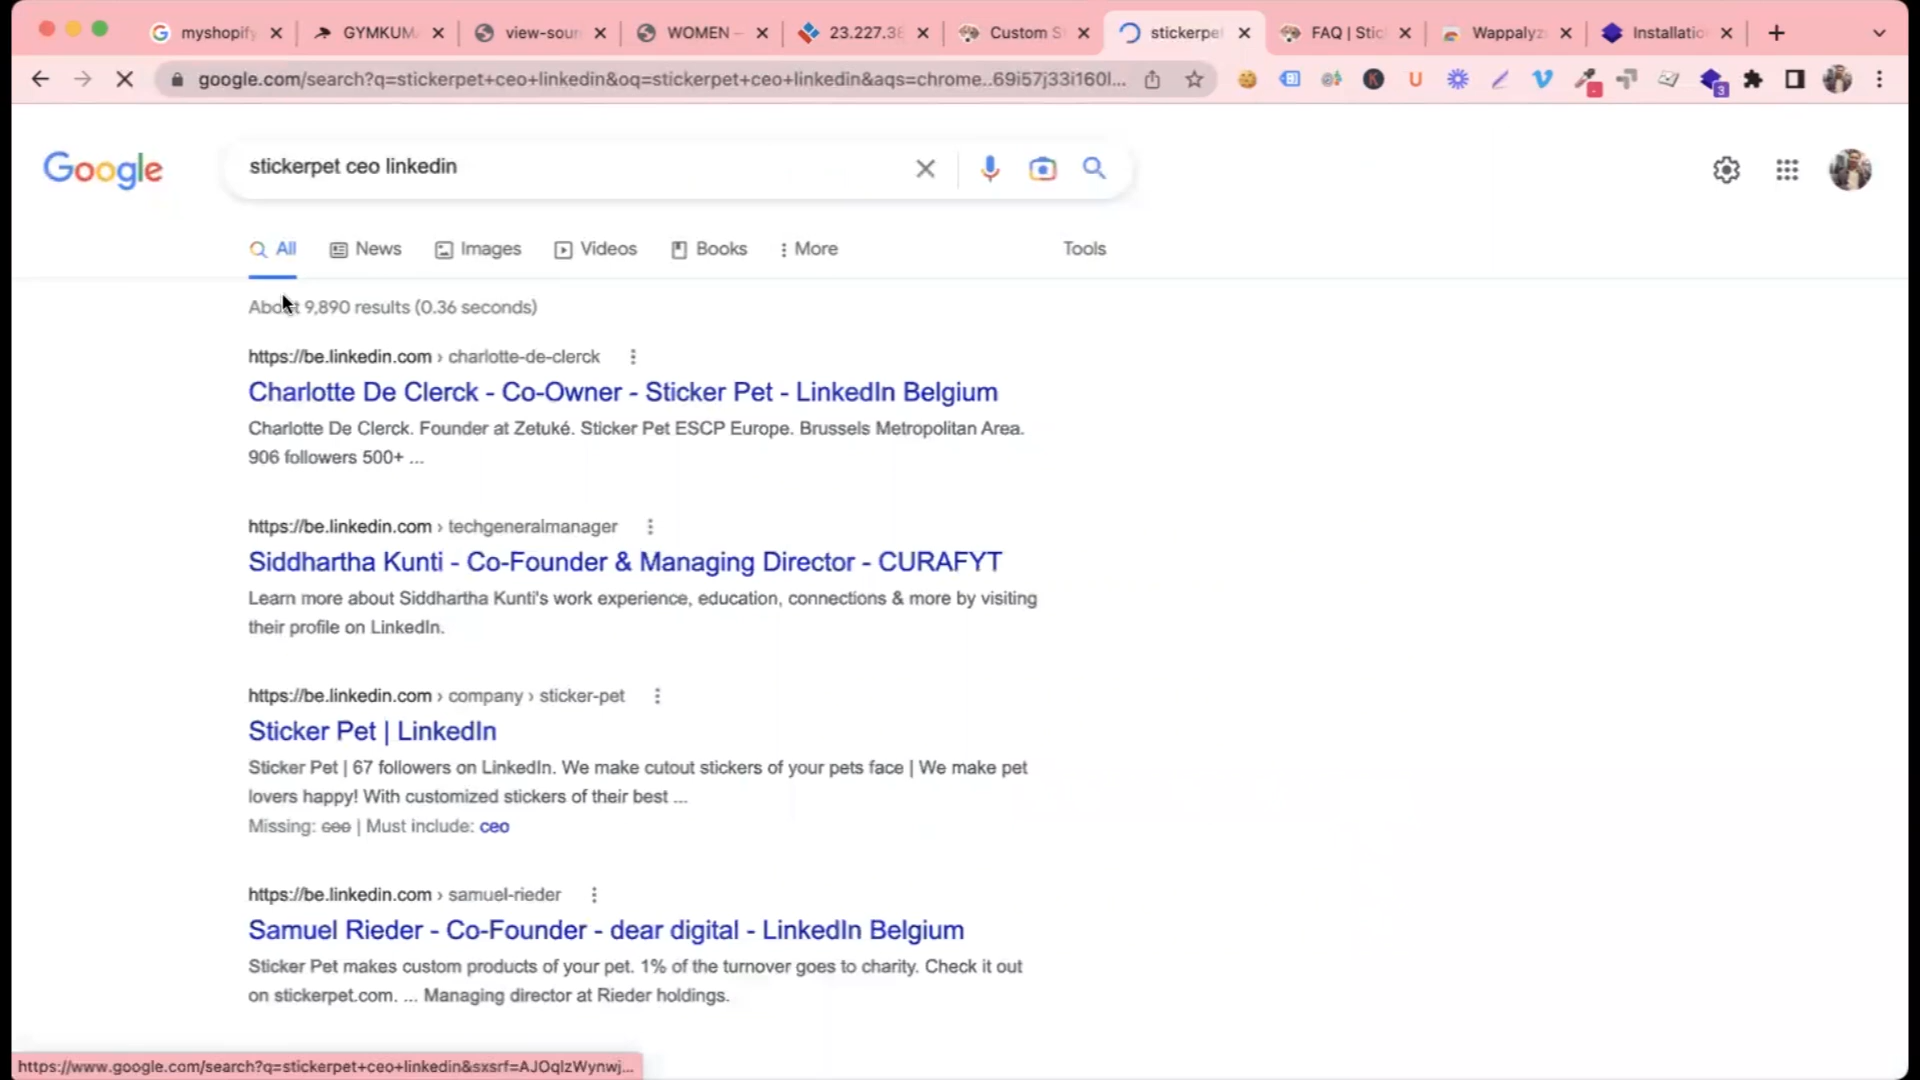 myshopify
GYMKUM
view-sour
WOMEN –
23.227.38
Custom S
stickerpet
FAQ | Stic
Wappalyz
Installatio
google.com/search?q=stickerpet+ceo+linkedin&oq=stickerpet+ceo+linkedin&aqs=chrome..69i57j33i160l...
3
Google
stickerpet ceo linkedin
All
News
Images
Videos
Books
More
Tools
About 9,890 results (0.36 seconds)
https://be.linkedin.com › charlotte-de-clerck
Charlotte De Clerck - Co-Owner - Sticker Pet - LinkedIn Belgium
Charlotte De Clerck. Founder at Zetuké. Sticker Pet ESCP Europe. Brussels Metropolitan Area.
906 followers 500+ ...
https://be.linkedin.com › techgeneralmanager
Siddhartha Kunti - Co-Founder & Managing Director - CURAFYT
Learn more about Siddhartha Kunti's work experience, education, connections & more by visiting
their profile on LinkedIn.
https://be.linkedin.com › company › sticker-pet
Sticker Pet | LinkedIn
Sticker Pet | 67 followers on LinkedIn. We make cutout stickers of your pets face | We make pet
lovers happy! With customized stickers of their best ...
Missing: ceo | Must include: ceo
https://be.linkedin.com › samuel-rieder
Samuel Rieder - Co-Founder - dear digital - LinkedIn Belgium
Sticker Pet makes custom products of your pet. 1% of the turnover goes to charity. Check it out
on stickerpet.com. ... Managing director at Rieder holdings.
https://www.google.com/search?q=stickerpet+ceo+linkedin&sxsrf=AJOqlzWynwj...